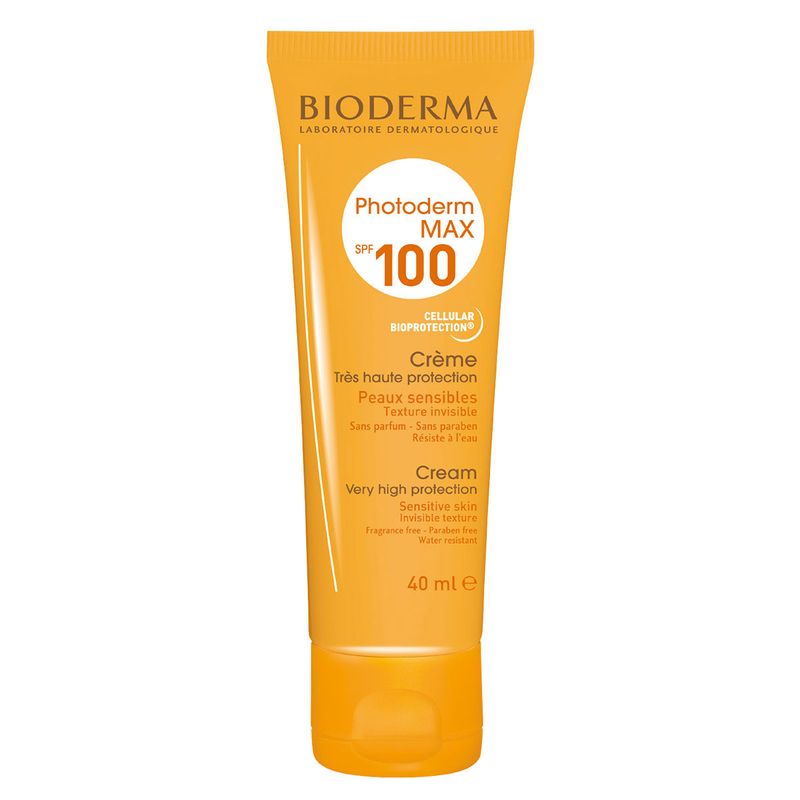 BIODERMA
LABORATOIRE DERMATOLOGIQUE
Photoderm
MAX
SPF 100
CELLULAR
BIOPROTECTION®
Crème
Très haute protection
Peaux sensibles
Texture invisible
Sans parfum - Sans paraben
Résiste à l'eau
Cream
Very high protection
Sensitive skin
Invisible texture
Fragrance free - Paraben free
Water resistant
40 ml ℮